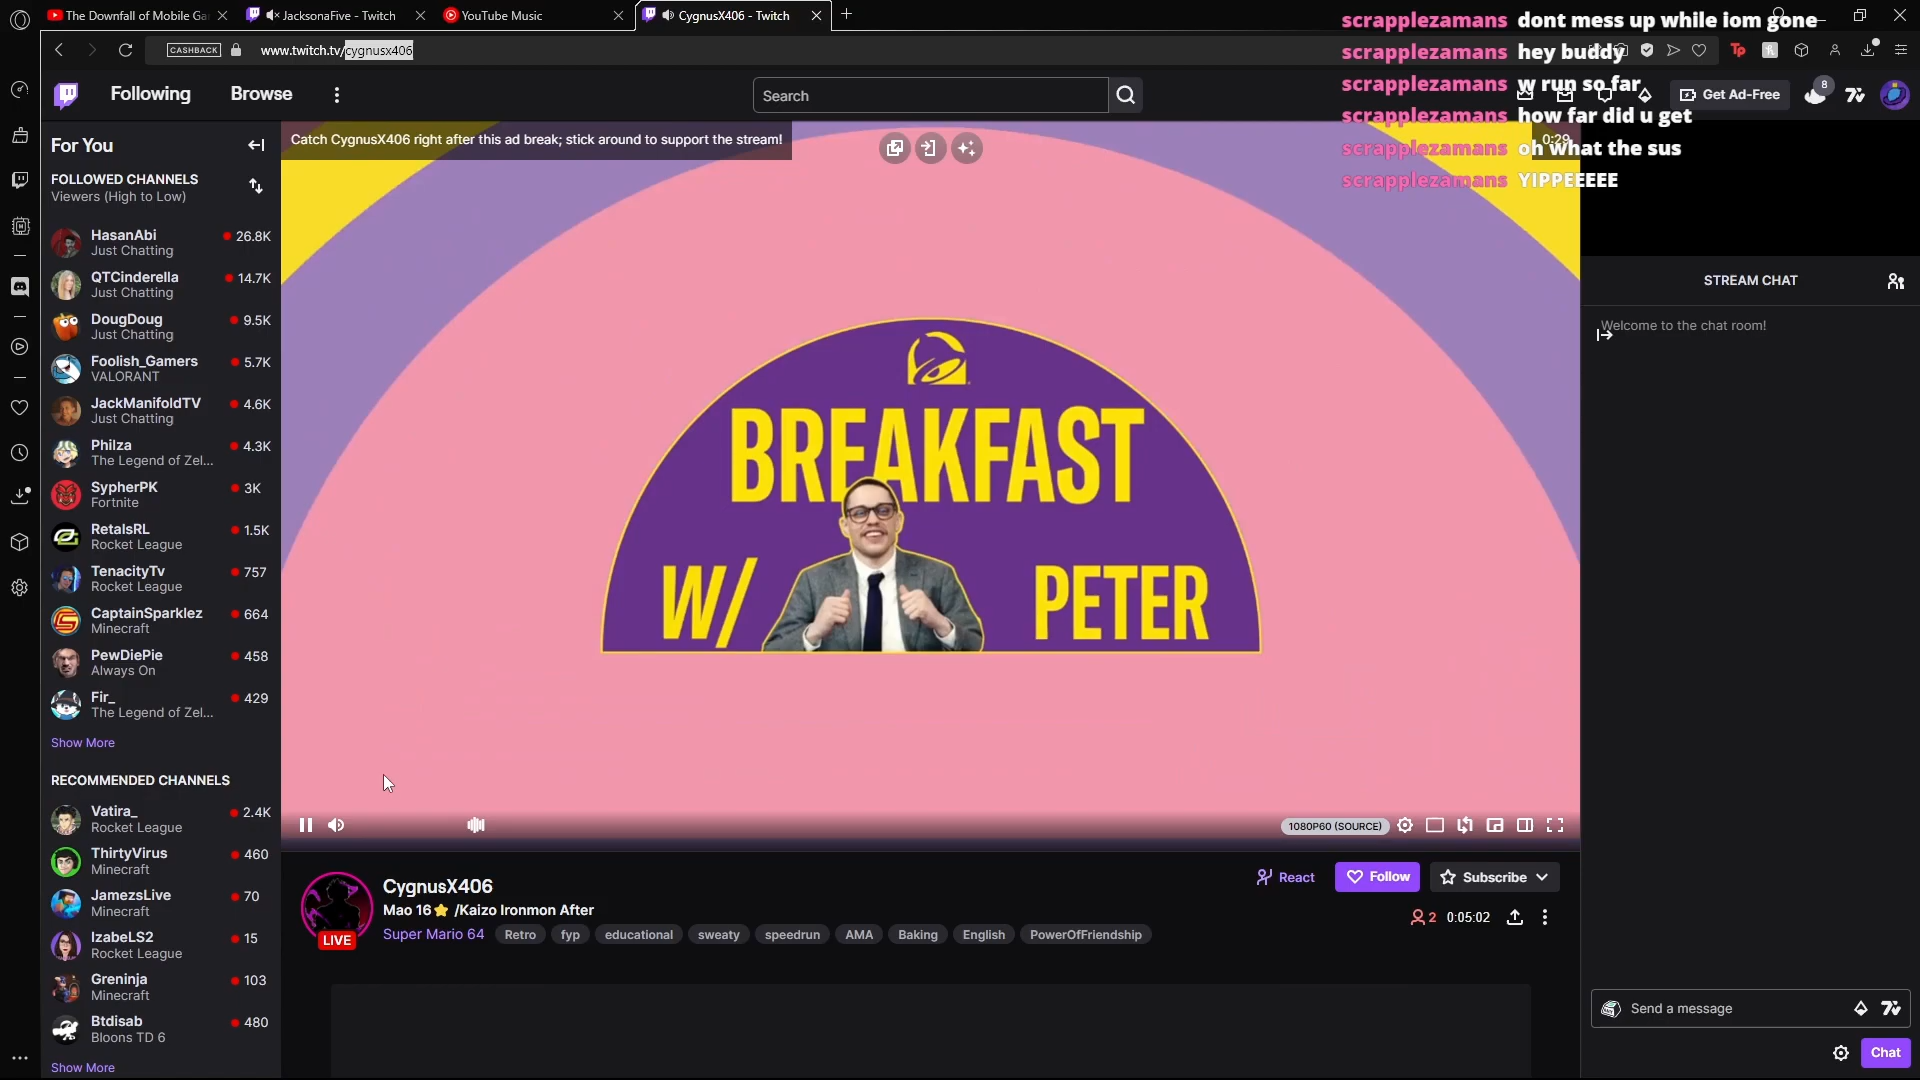 The Downfall of Mobile Ga
JacksonaFive - Twitch
YouTube Music
CygnusX406 - Twitch
scrapplezamans dont mess up while iom gone
CASHBACK
www.twitch.tv/cygnusx406
scrapplezamans hey buddy
Following
Browse
Search
scrapplezamans w run so far
8
Get Ad-Free
scrapplezamans how far did u get
For You
Catch CygnusX406 right after this ad break; stick around to support the stream!
0:29
scrapplezamans oh what the sus
scrapplezamans YIPPEEEEE
FOLLOWED CHANNELS
Viewers (High to Low)
HasanAbi 26.8K
Just Chatting
QTCinderella 14.7K
Just Chatting
DougDoug 9.5K
Just Chatting
Foolish_Gamers 5.7K
VALORANT
JackManifoldTV 4.6K
Just Chatting
Philza 4.3K
The Legend of Zel...
SypherPK 3K
Fortnite
RetalsRL 1.5K
Rocket League
TenacityTv 757
Rocket League
CaptainSparklez 664
Minecraft
PewDiePie 458
Always On
Fir_ 429
The Legend of Zel...
Show More
RECOMMENDED CHANNELS
Vatira_ 2.4K
Rocket League
ThirtyVirus 460
Minecraft
JamezsLive 70
Minecraft
IzabeLS2 15
Rocket League
Greninja 103
Minecraft
Btdisab 480
Bloons TD 6
Show More
BREAKFAST
W/ PETER
1080P60 (SOURCE)
LIVE
CygnusX406
Mao 16⭐ /Kaizo Ironmon After
Super Mario 64
Retro
fyp
educational
sweaty
speedrun
AMA
Baking
English
PowerOfFriendship
React
Follow
Subscribe
2
0:05:02
STREAM CHAT
Welcome to the chat room!
Send a message
Chat